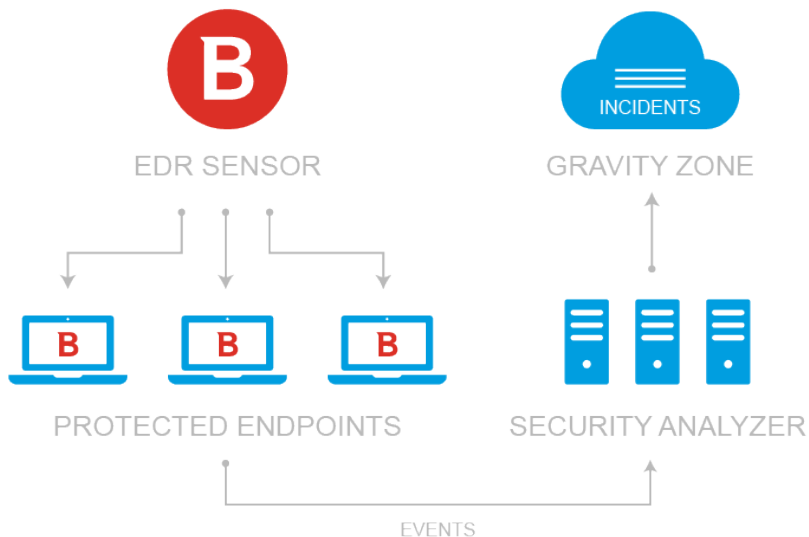 B
INCIDENTS
EDR SENSOR
GRAVITY ZONE
B
B
B
PROTECTED ENDPOINTS
SECURITY ANALYZER
EVENTS